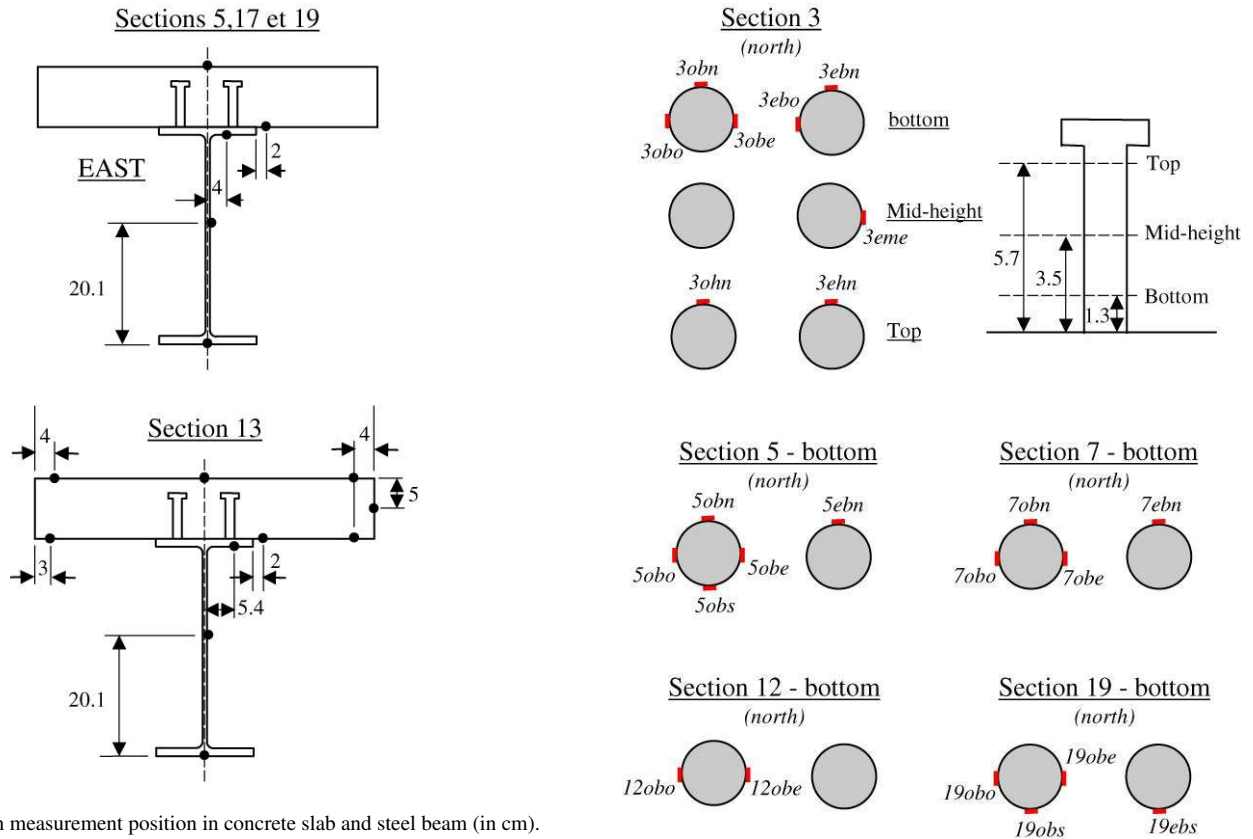 Sections 5,17 et 19
EAST
2
4
20.1
Section 13
4
4
5
3
2
5.4
20.1
measurement position in concrete slab and steel beam (in cm).
Section 3
(north)
3obn
3ebn
3ebo
bottom
3obo
3obe
Mid-height
3eme
3ohn
3ehn
Top
Top
Mid-height
5.7
3.5
Bottom
1.3
Section 5 - bottom
(north)
5obn
5ebn
5obo
5obe
5obs
Section 7 - bottom
(north)
7obn
7ebn
7obo
7obe
Section 12 - bottom
(north)
12obo
12obe
Section 19 - bottom
(north)
19obe
19obo
19obs
19ebs